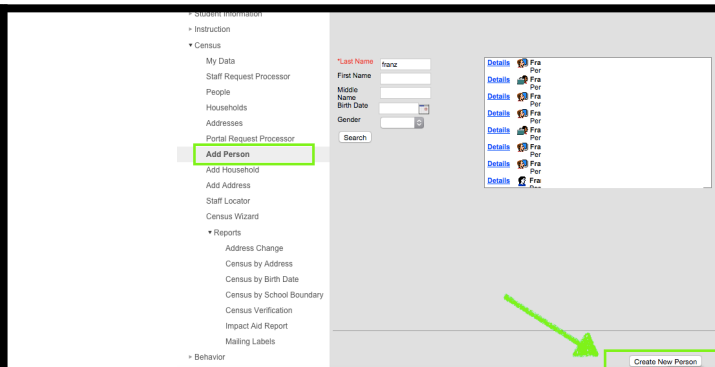 Student Information
Instruction
Census
My Data
Staff Request Processor
People
Households
Addresses
Portal Request Processor
Add Person
Add Household
Add Address
Staff Locator
Census Wizard
Reports
Address Change
Census by Address
Census by Birth Date
Census by School Boundary
Census Verification
Impact Aid Report
Mailing Labels
Behavior
*Last Name franz
First Name
Middle
Name
Birth Date
Gender
Search
Details Fra
Per
Details Fra
Per
Details Fra
Per
Details Fra
Per
Details Fra
Per
Details Fra
Per
Details Fra
Per
Details Fra
Create New Person